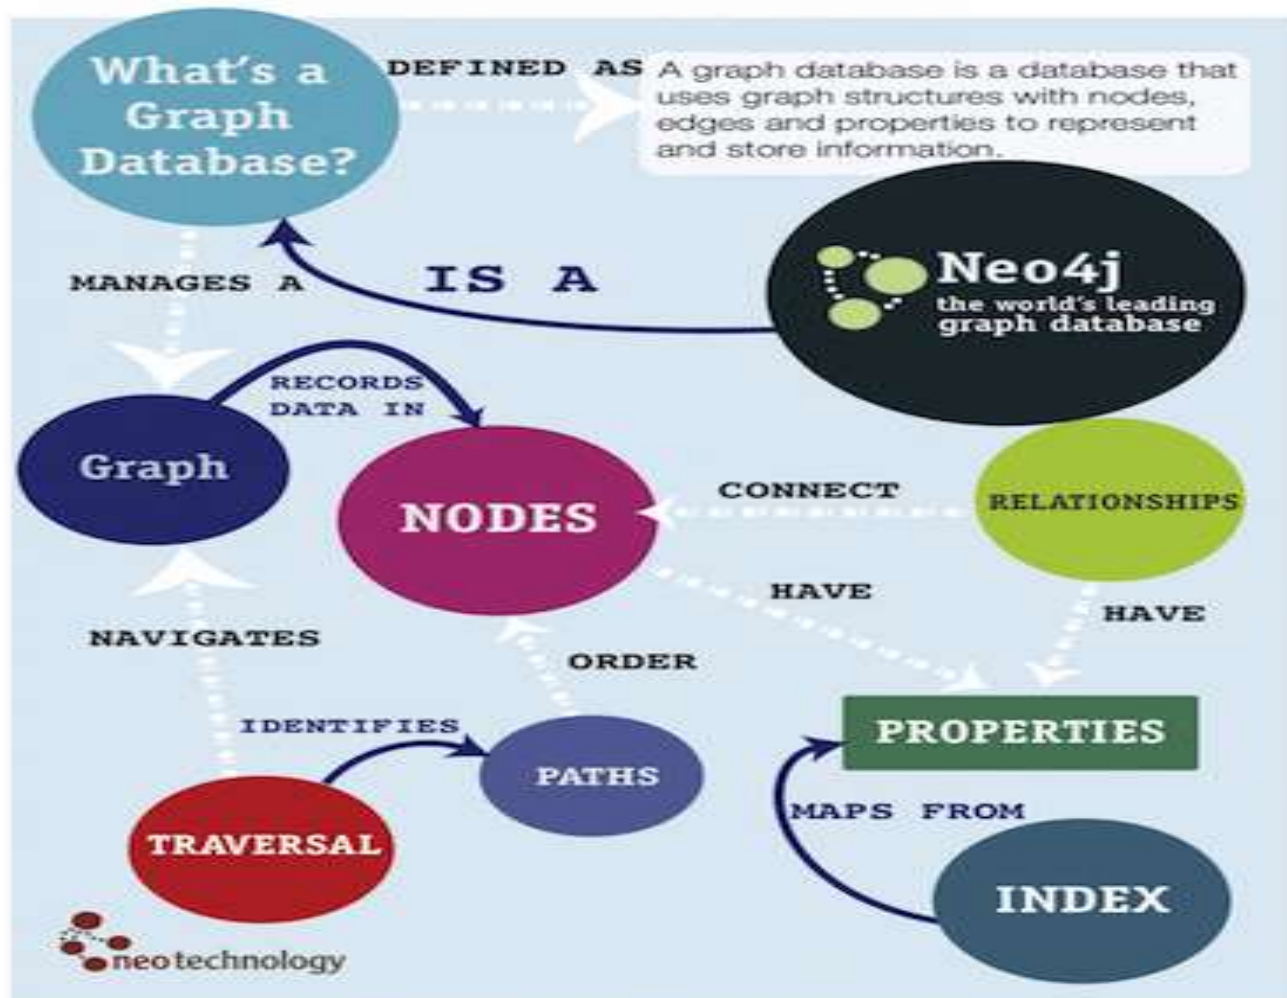 What's a
Graph
Database?
DEFINED AS
A graph database is a database that
uses graph structures with nodes,
edges and properties to represent
and store information.
MANAGES A
IS A
Neo4j
the world's leading
graph database
RECORDS
DATA IN
Graph
NODES
CONNECT
RELATIONSHIPS
HAVE
HAVE
NAVIGATES
ORDER
IDENTIFIES
PATHS
PROPERTIES
MAPS FROM
TRAVERSAL
INDEX
neotechnology